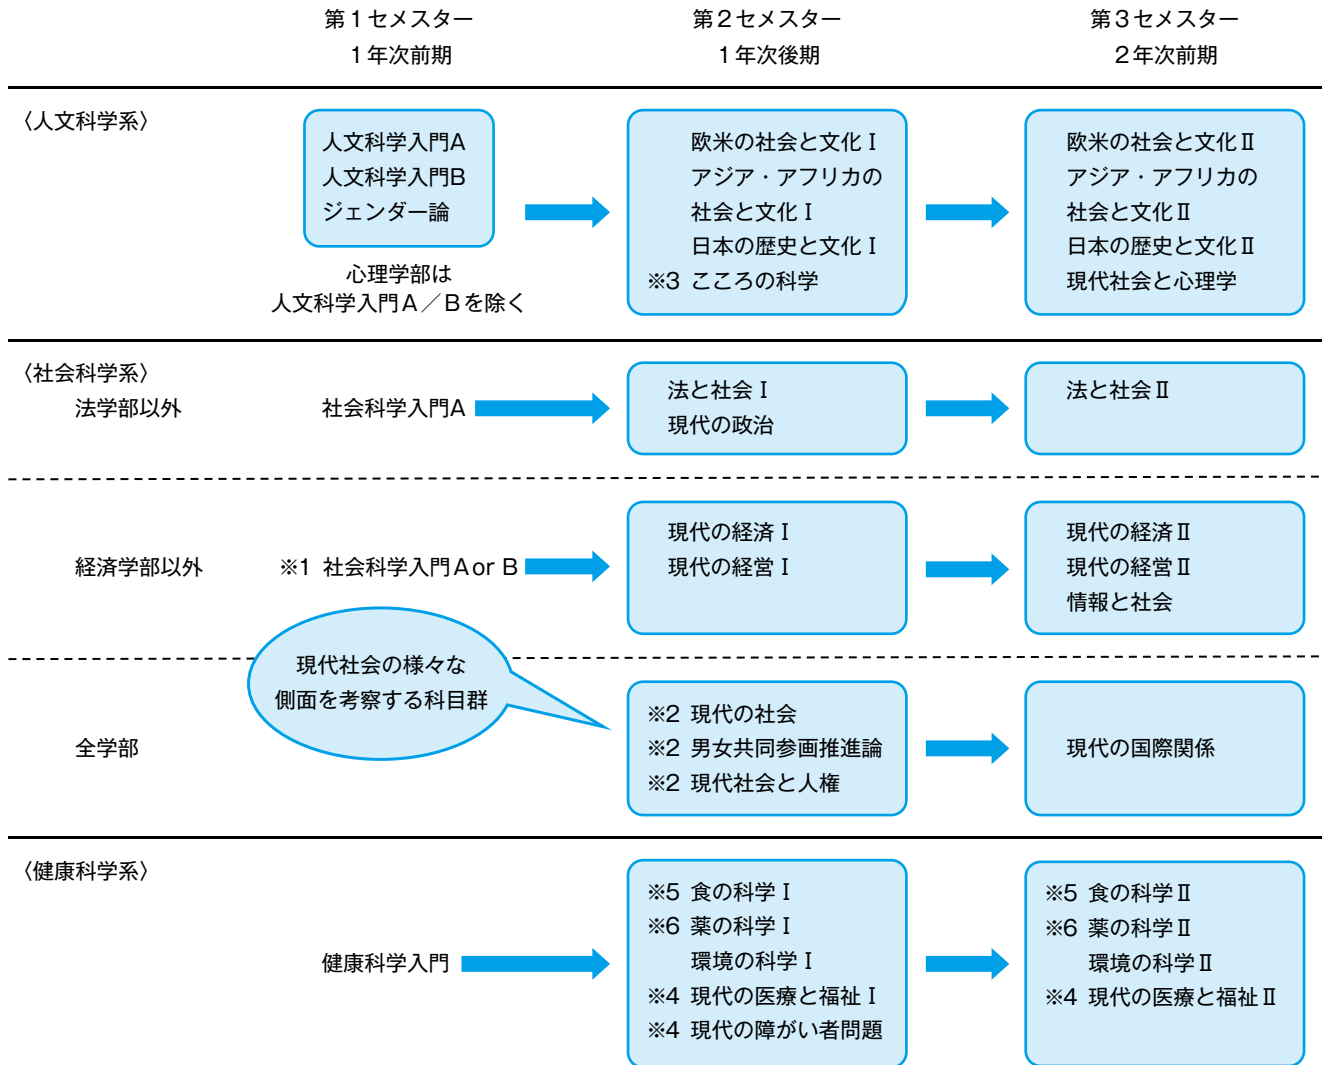 第1セメスター
1年次前期
第2セメスター
1年次後期
第3セメスター
2年次前期
〈人文科学系〉
人文科学入門A
人文科学入門B
ジェンダー論
心理学部は
人文科学入門A／Bを除く
欧米の社会と文化Ⅰ
アジア・アフリカの
社会と文化Ⅰ
日本の歴史と文化Ⅰ
※3 こころの科学
欧米の社会と文化Ⅱ
アジア・アフリカの
社会と文化Ⅱ
日本の歴史と文化Ⅱ
現代社会と心理学
〈社会科学系〉
法学部以外
社会科学入門A
法と社会Ⅰ
現代の政治
法と社会Ⅱ
経済学部以外
※1 社会科学入門A or B
現代の経済Ⅰ
現代の経営Ⅰ
現代の経済Ⅱ
現代の経営Ⅱ
情報と社会
現代社会の様々な
側面を考察する科目群
全学部
※2 現代の社会
※2 男女共同参画推進論
※2 現代社会と人権
現代の国際関係
〈健康科学系〉
健康科学入門
※5 食の科学Ⅰ
※6 薬の科学Ⅰ
環境の科学Ⅰ
※4 現代の医療と福祉Ⅰ
※4 現代の障がい者問題
※5 食の科学Ⅱ
※6 薬の科学Ⅱ
環境の科学Ⅱ
※4 現代の医療と福祉Ⅱ